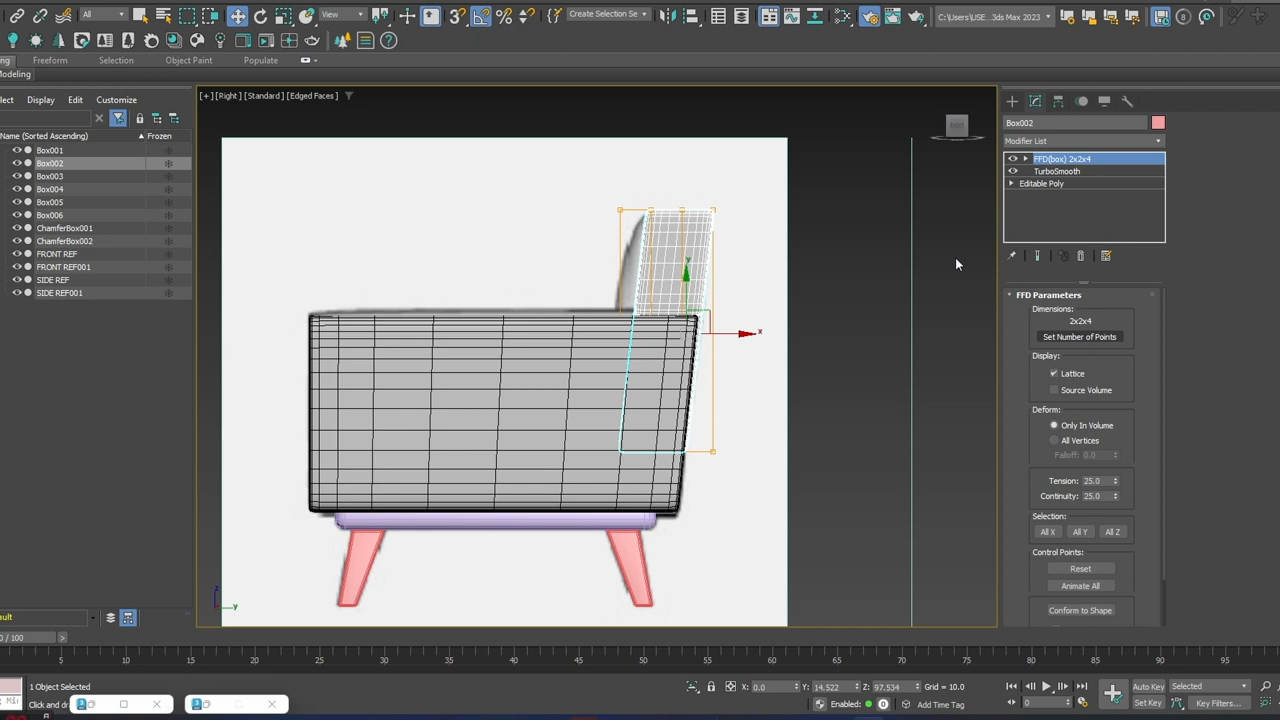 All
View
Create Selection Se
C:\Users\USE...3ds Max 2023
Freeform
Selection
Object Paint
Populate
Modeling
Display
Edit
Customize
[+] [Right] [Standard] [Edged Faces]
Name (Sorted Ascending)
Frozen
Box001
Box002
Box003
Box004
Box005
Box006
ChamferBox001
ChamferBox002
FRONT REF
FRONT REF001
SIDE REF
SIDE REF001
y
x
z
y
Box002
Modifier List
FFD(box) 2x2x4
TurboSmooth
Editable Poly
FFD Parameters
Dimensions:
2x2x4
Set Number of Points
Display:
Lattice
Source Volume
Deform:
Only In Volume
All Vertices
Falloff: 0.0
Tension: 25.0
Continuity: 25.0
Selection:
All X
All Y
All Z
Control Points:
Reset
Animate All
Conform to Shape
ault
0 / 100
>
5
10
15
20
25
30
35
40
45
50
55
60
65
70
75
80
85
90
95
1 Object Selected
X: 0.0
Y: 14.522
Z: 97.534
Grid = 10.0
Auto Key
Selected
Enabled:
Add Time Tag
Set Key
Key Filters...
0